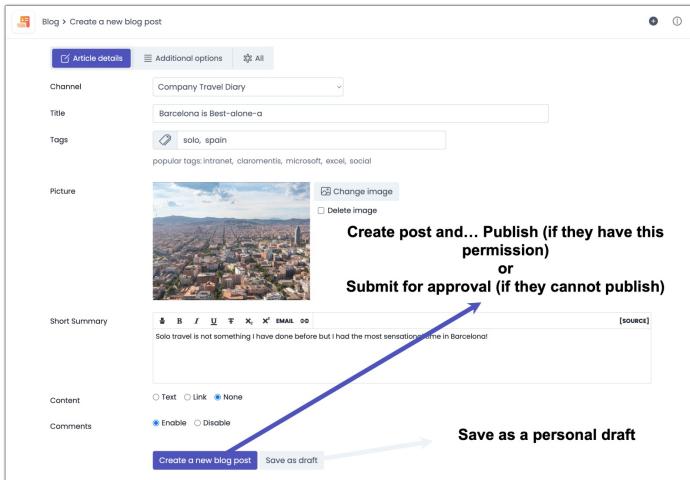 Blog > Create a new blog post
Article details
Additional options
All
Channel
Company Travel Diary
Title
Barcelona is Best-alone-a
Tags
solo, spain
popular tags: intranet, claromentis, microsoft, excel, social
Picture
Change image
Delete image
Create post and... Publish (if they have this
permission)
or
Submit for approval (if they cannot publish)
Short Summary
B I U T X, X² EMAIL
[SOURCE]
Solo travel is not something I have done before but I had the most sensational time in Barcelona!
Content
Text Link None
Comments
Enable Disable
Save as a personal draft
Create a new blog post
Save as draft